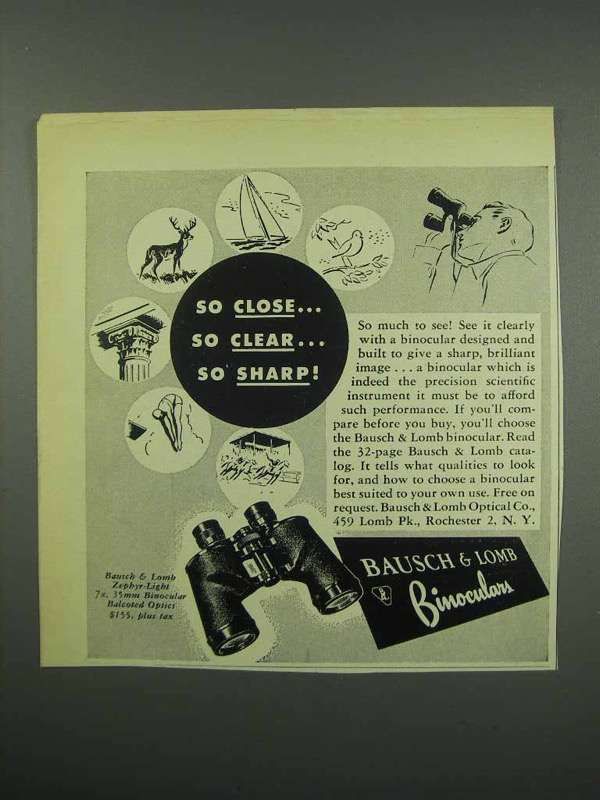 SO CLOSE...
SO CLEAR...
SO SHARP!
So much to see! See it clearly
with a binocular designed and
built to give a sharp, brilliant
image . . . a binocular which is
indeed the precision scientific
instrument it must be to afford
such performance. If you'll com-
pare before you buy, you'll choose
the Bausch & Lomb binocular. Read
the 32-page Bausch & Lomb cata-
log. It tells what qualities to look
for, and how to choose a binocular
best suited to your own use. Free on
request. Bausch & Lomb Optical Co.,
459 Lomb Pk., Rochester 2, N. Y.
Bausch & Lomb
Zephyr-Light
7x, 35mm Binocular
Balcoted Optics
$155, plus tax
BAUSCH & LOMB
Binoculars